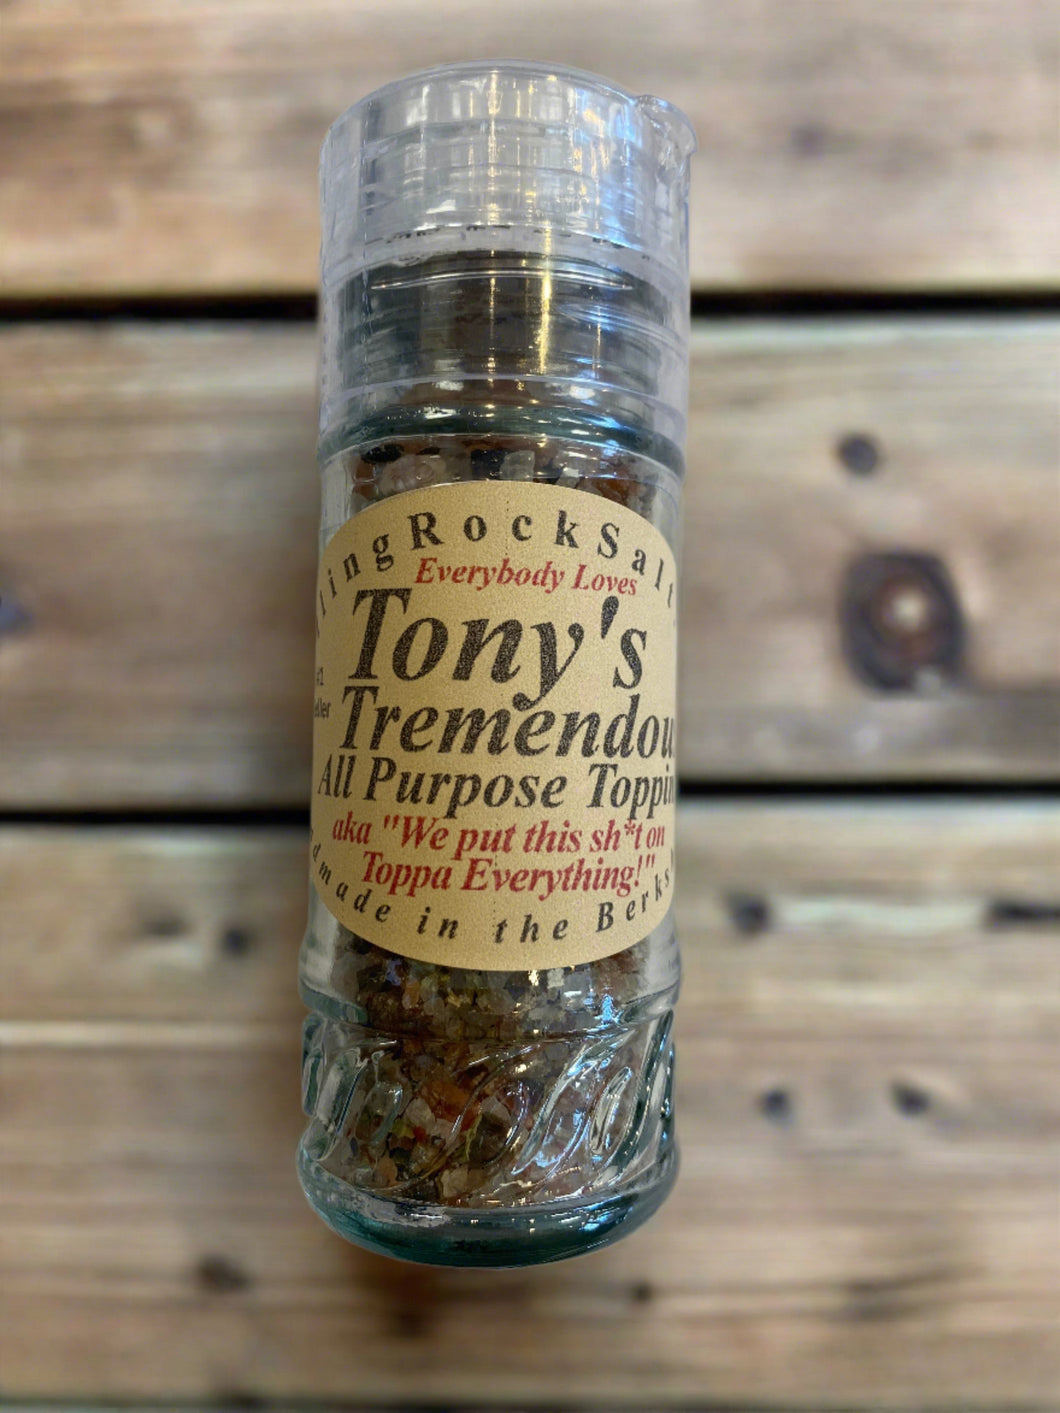 llingRockSalt
Everybody Loves
Tony's
Tremendou
All Purpose Toppin
aka "We put this sh*t on
Toppa Everything!"
dmade in the Berks